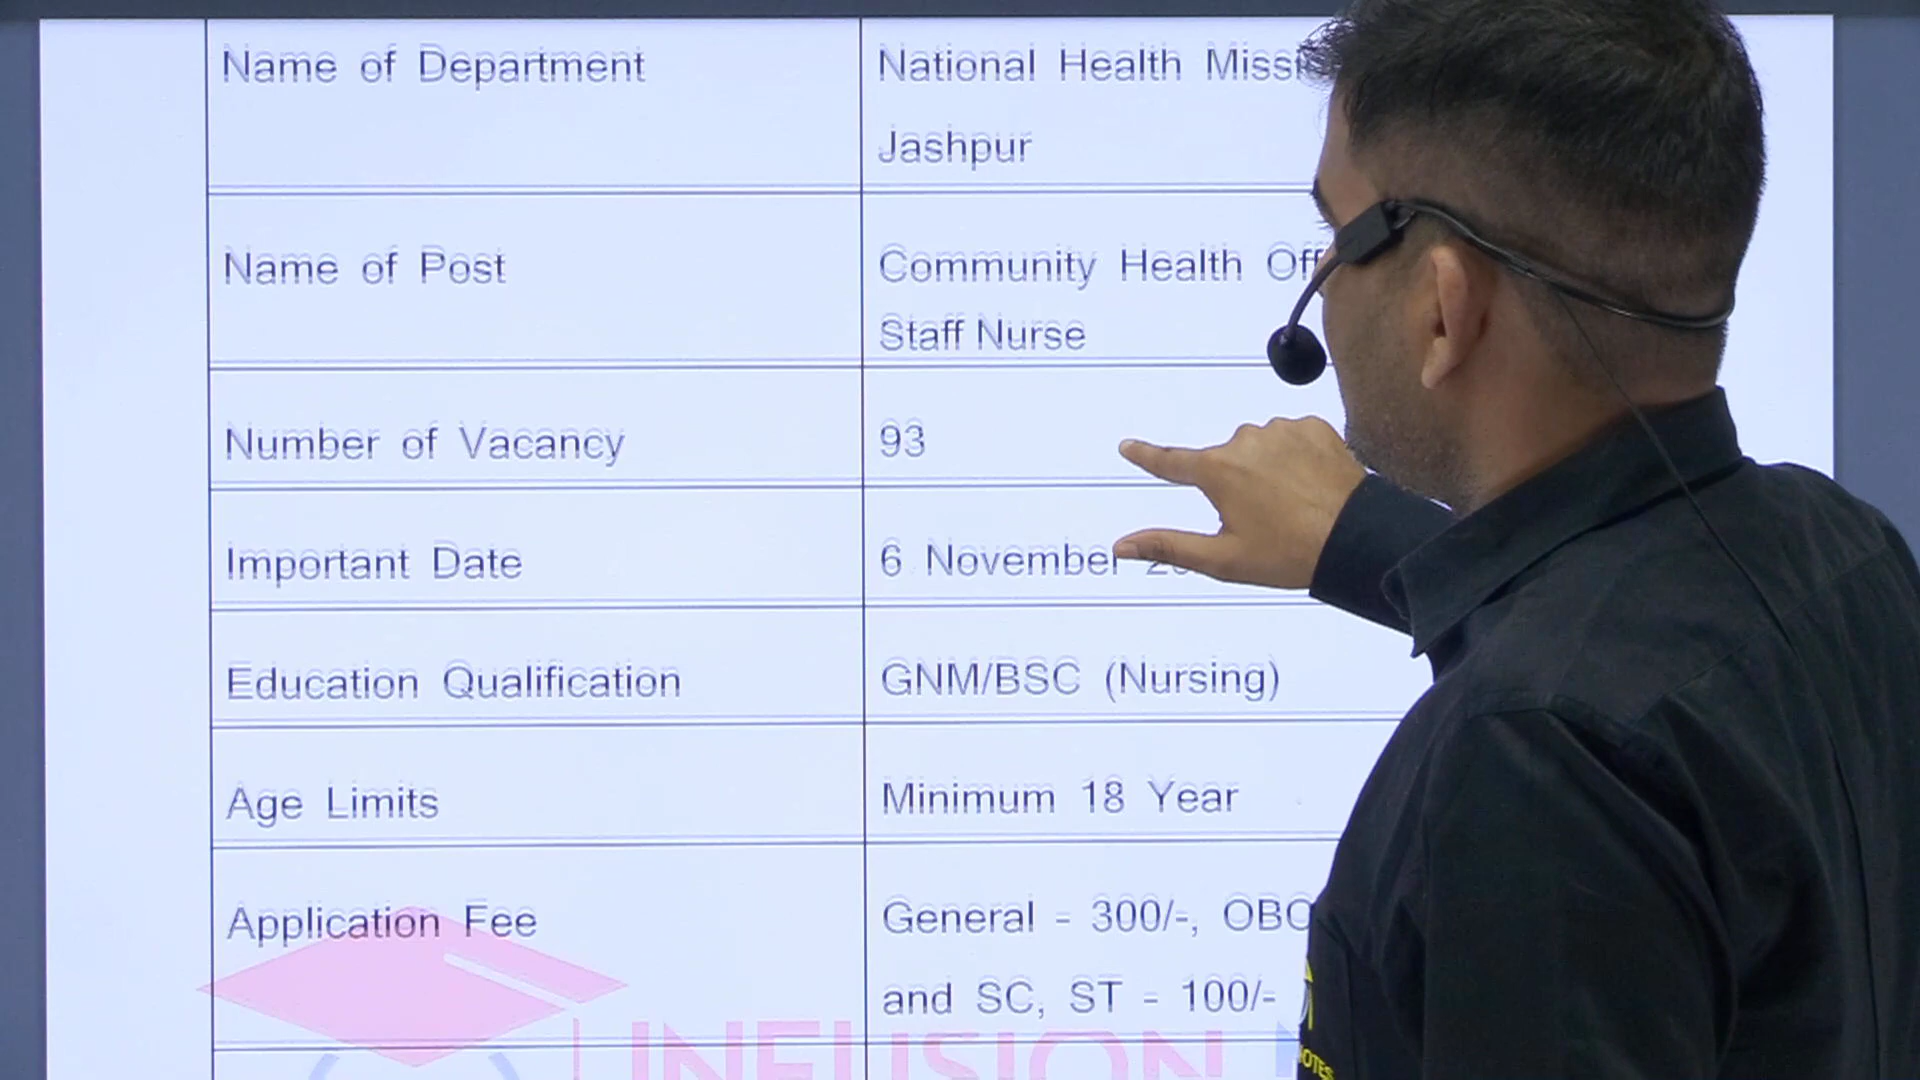 Name of Department
National Health
Jashpur
Name of Post
Community Health
Staff Nurse
Number of Vacancy
93
Important Date
6 November
Education Qualification
GNM/BSC (Nursing)
Age Limits
Minimum 18 Year
Application Fee
General - 300/-, OBC
and SC, ST - 100/-
INFUSION